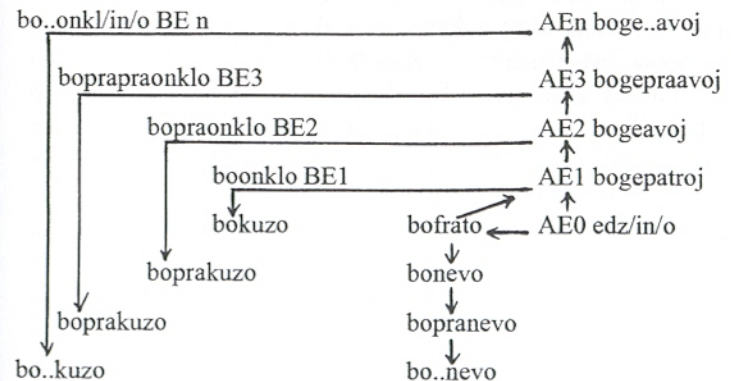 bo..onkl/in/o BE n AEn boge..avoj
boprapraonklo BE3 AE3 bogepraavoj
bopraonklo BE2 AE2 bogeavoj
boonklo BE1 AE1 bogepatroj
bokuzo bofrato AE0 edz/in/o
boprakuzo bonevo
boprakuzo bopranevo
bo..kuzo bo..nevo